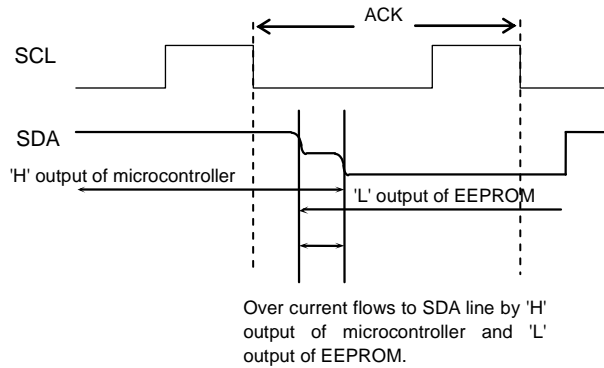 ACK
SCL
SDA
'H' output of microcontroller
'L' output of EEPROM
Over current flows to SDA line by 'H'
output of microcontroller and 'L'
output of EEPROM.